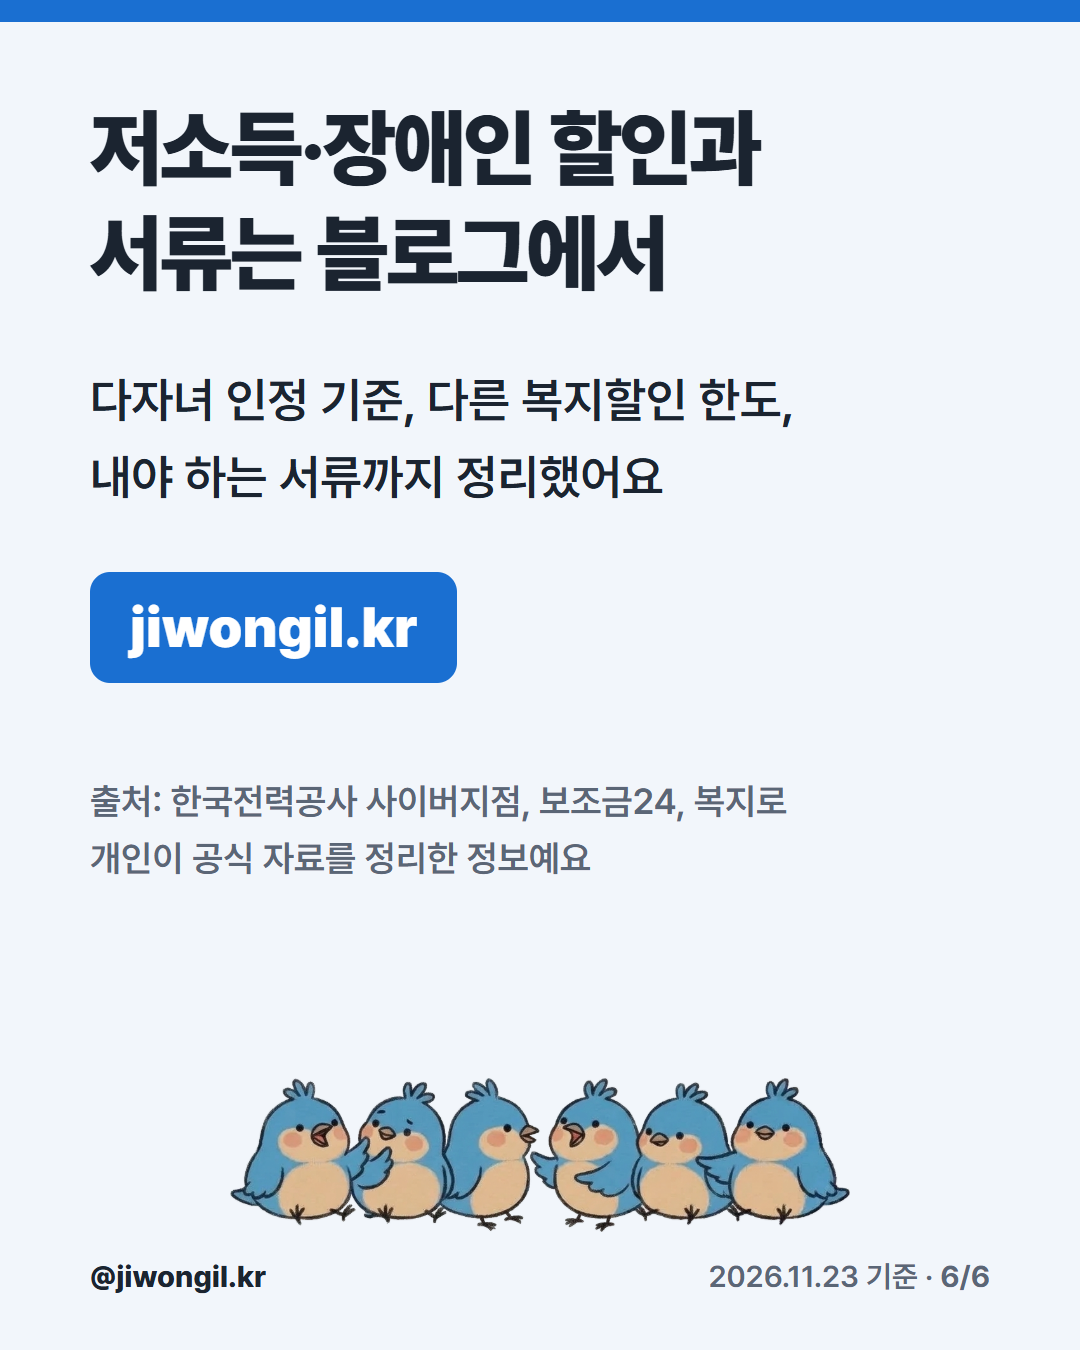 저소득·장애인 할인과
서류는 블로그에서
다자녀 인정 기준, 다른 복지할인 한도,
내야 하는 서류까지 정리했어요
jiwongil.kr
출처: 한국전력공사 사이버지점, 보조금24, 복지로
개인이 공식 자료를 정리한 정보예요
@jiwongil.kr
2026.11.23 기준 · 6/6